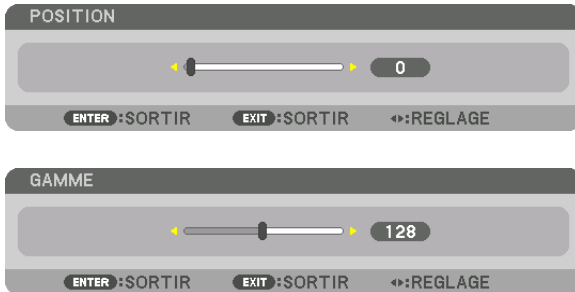 POSITION
0
ENTER:SORTIR EXIT:SORTIR ◂▸:REGLAGE
GAMME
128
ENTER:SORTIR EXIT:SORTIR ◂▸:REGLAGE